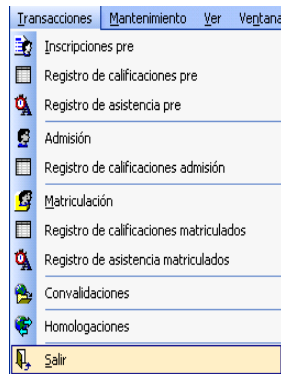 Transacciones Mantenimiento Ver Ventana
Inscripciones pre
Registro de calificaciones pre
Registro de asistencia pre
Admisión
Registro de calificaciones admisión
Matriculación
Registro de calificaciones matriculados
Registro de asistencia matriculados
Convalidaciones
Homologaciones
Salir